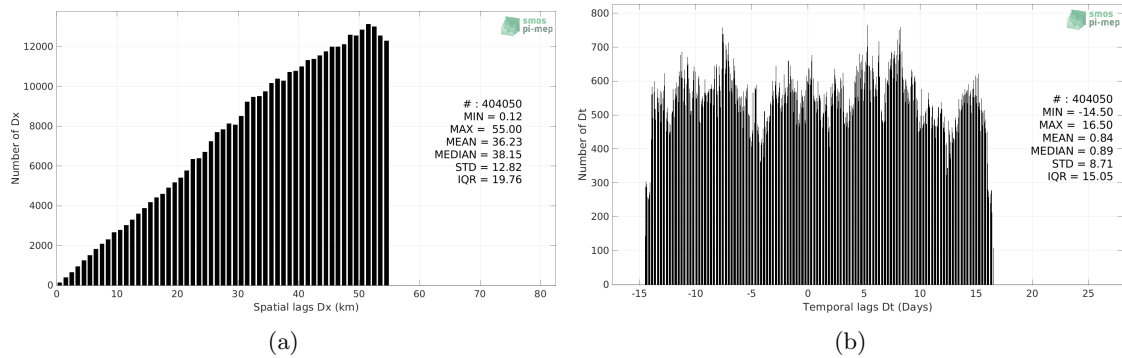 smos
pi-mep
12000
10000
8000
6000
4000
2000
0
Number of Dx
# : 404050
MIN = 0.12
MAX = 55.00
MEAN = 36.23
MEDIAN = 38.15
STD = 12.82
IQR = 19.76
0 10 20 30 40 50 60 70 80
Spatial lags Dx (km)
(a)
smos
pi-mep
800
700
600
500
400
300
200
100
0
Number of Dt
# : 404050
MIN = -14.50
MAX = 16.50
MEAN = 0.84
MEDIAN = 0.89
STD = 8.71
IQR = 15.05
-15 -10 -5 0 5 10 15 20 25
Temporal lags Dt (Days)
(b)